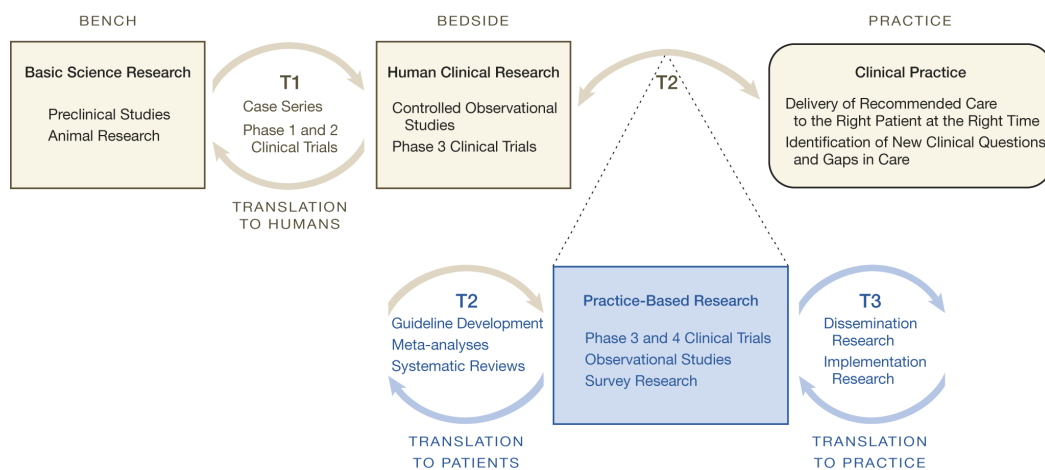 BENCH
BEDSIDE
PRACTICE
Basic Science Research
Preclinical Studies
Animal Research
T1
Case Series
Phase 1 and 2
Clinical Trials
TRANSLATION
TO HUMANS
Human Clinical Research
Controlled Observational
Studies
Phase 3 Clinical Trials
T2
Clinical Practice
Delivery of Recommended Care
to the Right Patient at the Right Time
Identification of New Clinical Questions
and Gaps in Care
T2
Guideline Development
Meta-analyses
Systematic Reviews
TRANSLATION
TO PATIENTS
Practice-Based Research
Phase 3 and 4 Clinical Trials
Observational Studies
Survey Research
T3
Dissemination
Research
Implementation
Research
TRANSLATION
TO PRACTICE